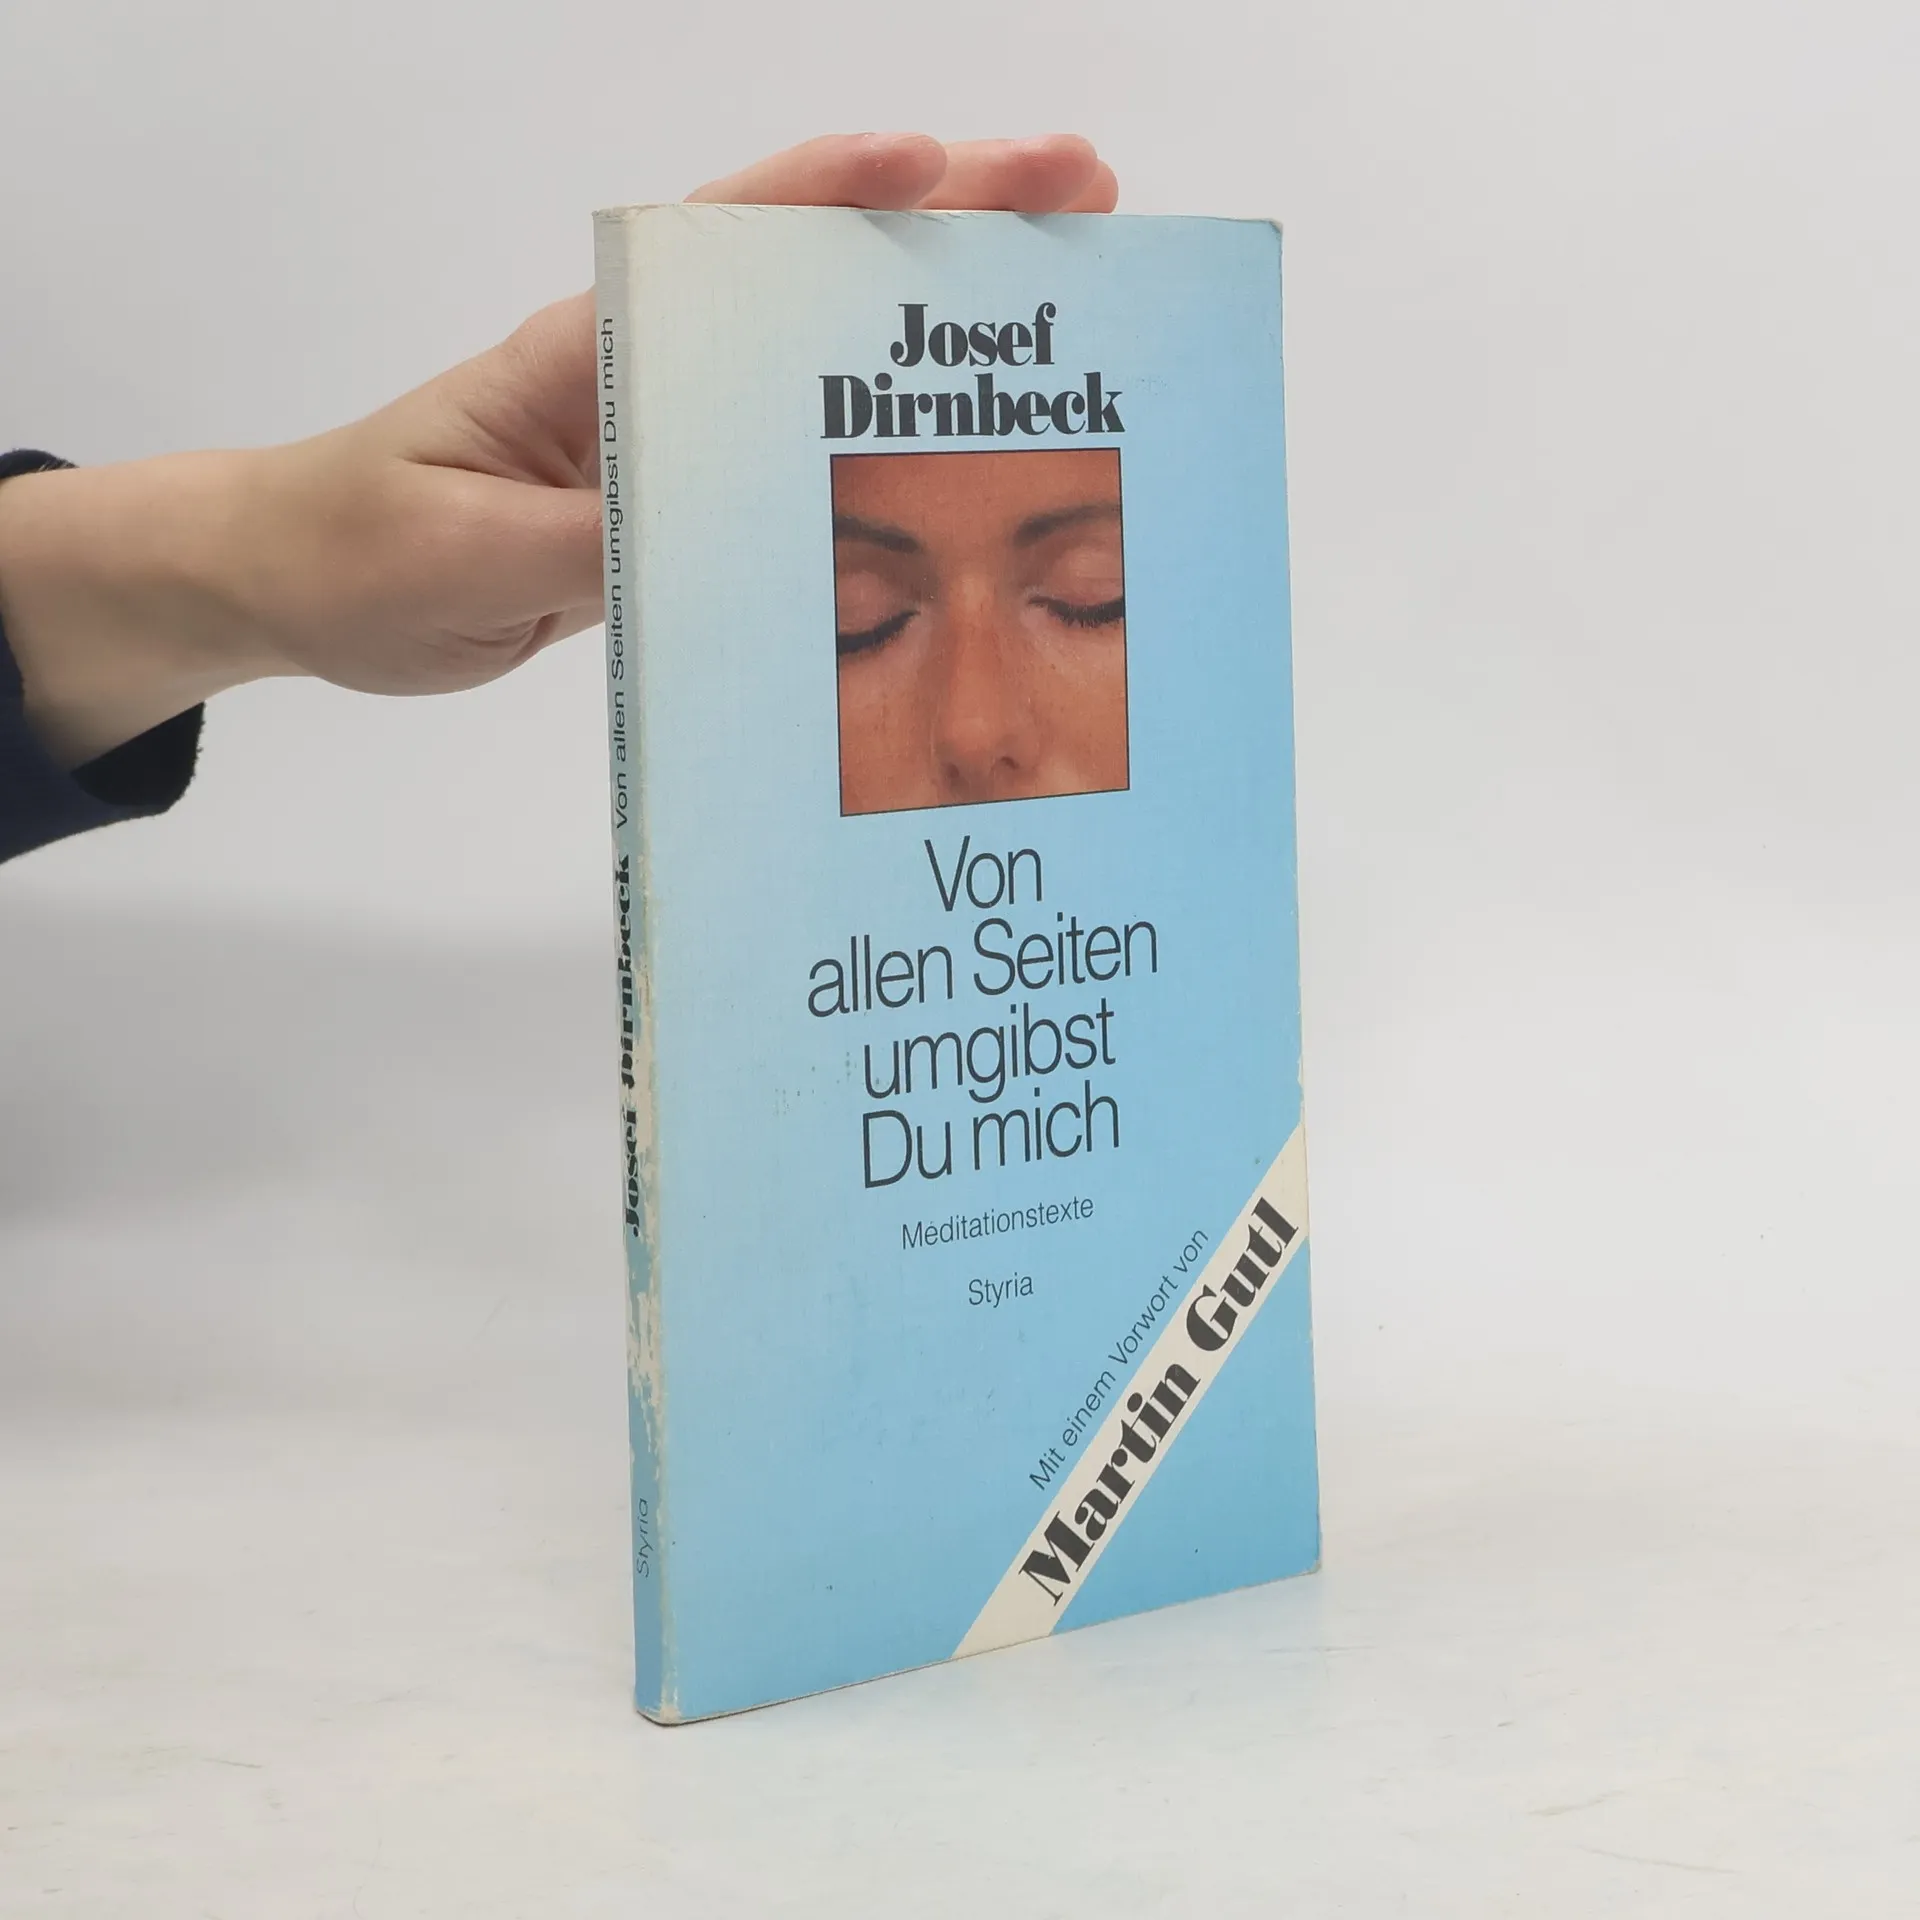 Josef
Dirnbeck
Von
allen Seiten
umgibst
Du mich
Meditationstexte
Styria
Mit einem Vorwort von
Martin Gutl
Josef Dirnbeck Von allen Seiten umgibst Du mich
Styria